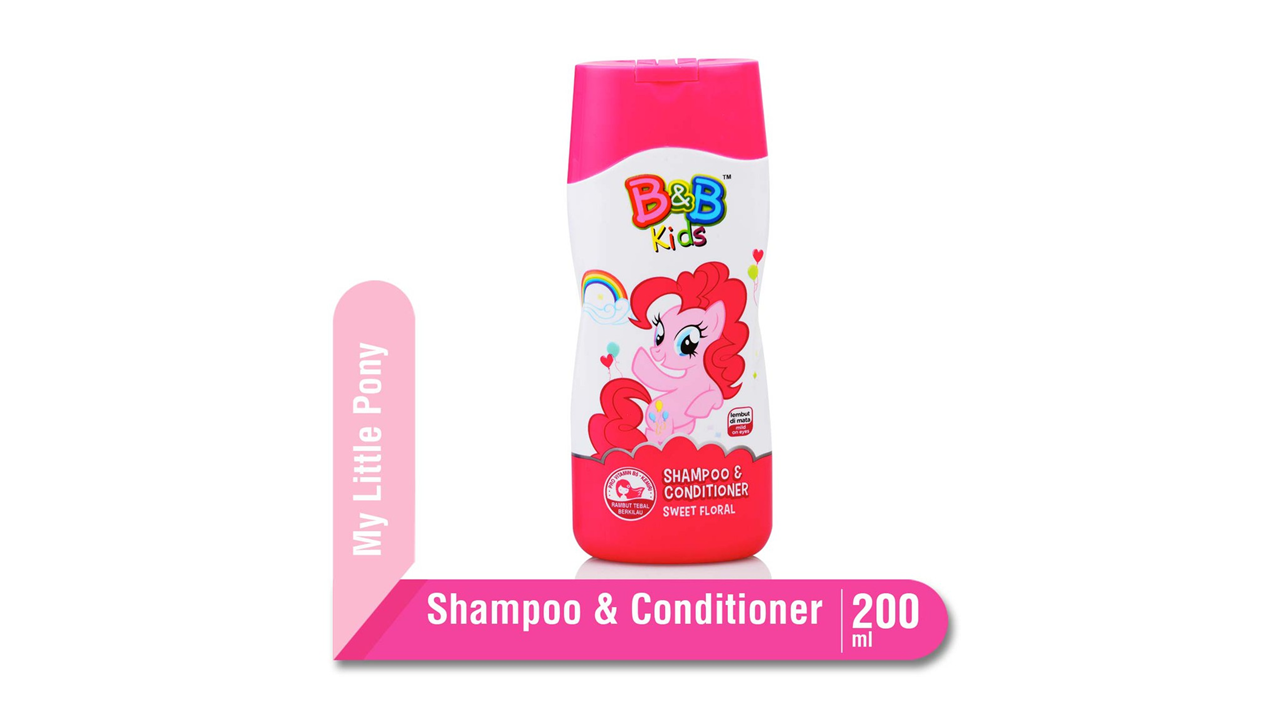 B&B™
Kids
lembut
di mata
mild
on eyes
SHAMPOO &
CONDITIONER
SWEET FLORAL
RAMBUT TEBAL
BERKILAU
My Little Pony
Shampoo & Conditioner
200
ml